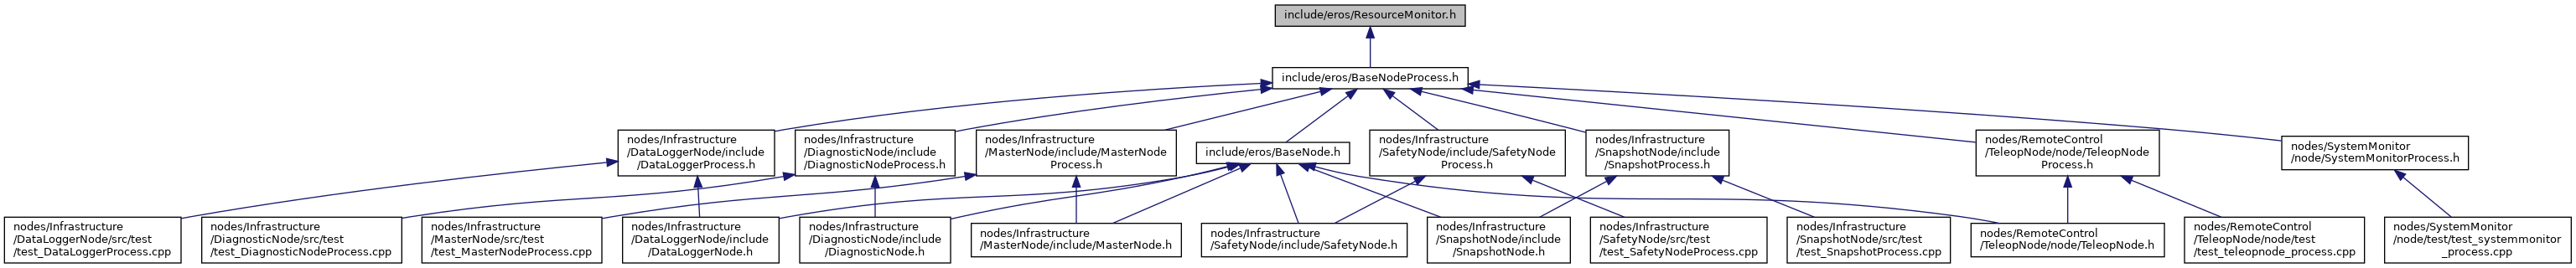 include/eros/ResourceMonitor.h
include/eros/BaseNodeProcess.h
nodes/Infrastructure
/DataLoggerNode/include
/DataLoggerProcess.h
nodes/Infrastructure
/DiagnosticNode/include
/DiagnosticNodeProcess.h
nodes/Infrastructure
/MasterNode/include/MasterNode
Process.h
include/eros/BaseNode.h
nodes/Infrastructure
/SafetyNode/include/SafetyNode
Process.h
nodes/Infrastructure
/SnapshotNode/include
/SnapshotProcess.h
nodes/RemoteControl
/TeleopNode/node/TeleopNode
Process.h
nodes/SystemMonitor
/node/SystemMonitorProcess.h
nodes/Infrastructure
/DataLoggerNode/src/test
/test_DataLoggerProcess.cpp
nodes/Infrastructure
/DiagnosticNode/src/test
/test_DiagnosticNodeProcess.cpp
nodes/Infrastructure
/MasterNode/src/test
/test_MasterNodeProcess.cpp
nodes/Infrastructure
/DataLoggerNode/include
/DataLoggerNode.h
nodes/Infrastructure
/DiagnosticNode/include
/DiagnosticNode.h
nodes/Infrastructure
/MasterNode/include/MasterNode.h
nodes/Infrastructure
/SafetyNode/include/SafetyNode.h
nodes/Infrastructure
/SnapshotNode/include
/SnapshotNode.h
nodes/Infrastructure
/SafetyNode/src/test
/test_SafetyNodeProcess.cpp
nodes/Infrastructure
/SnapshotNode/src/test
/test_SnapshotProcess.cpp
nodes/RemoteControl
/TeleopNode/node/TeleopNode.h
nodes/RemoteControl
/TeleopNode/node/test
/test_teleopnode_process.cpp
nodes/SystemMonitor
/node/test/test_systemmonitor
_process.cpp